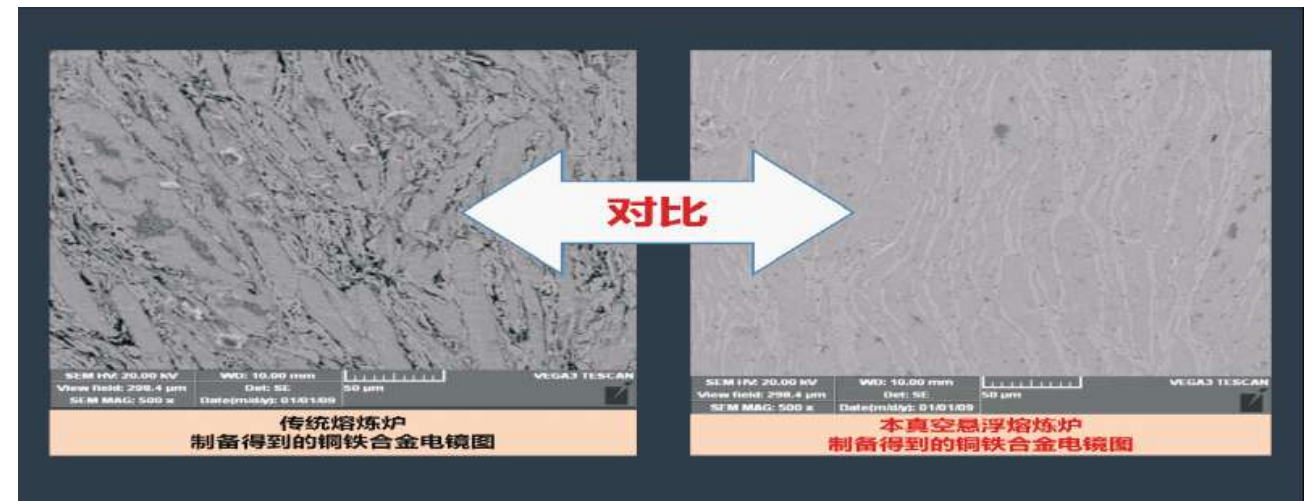 对比
SEM HV: 20.00 kV WD: 10.00 mm VEGA3 TESCAN
View field: 298.4 μm Det: SE 50 μm
SEM MAG: 500 x Date(m/d/y): 01/01/09
传统熔炼炉
制备得到的铜铁合金电镜图
SEM HV: 20.00 kV WD: 10.00 mm VEGA3 TESCAN
View field: 298.4 μm Det: SE 50 μm
SEM MAG: 500 x Date(m/d/y): 01/01/09
本真空悬浮熔炼炉
制备得到的铜铁合金电镜图